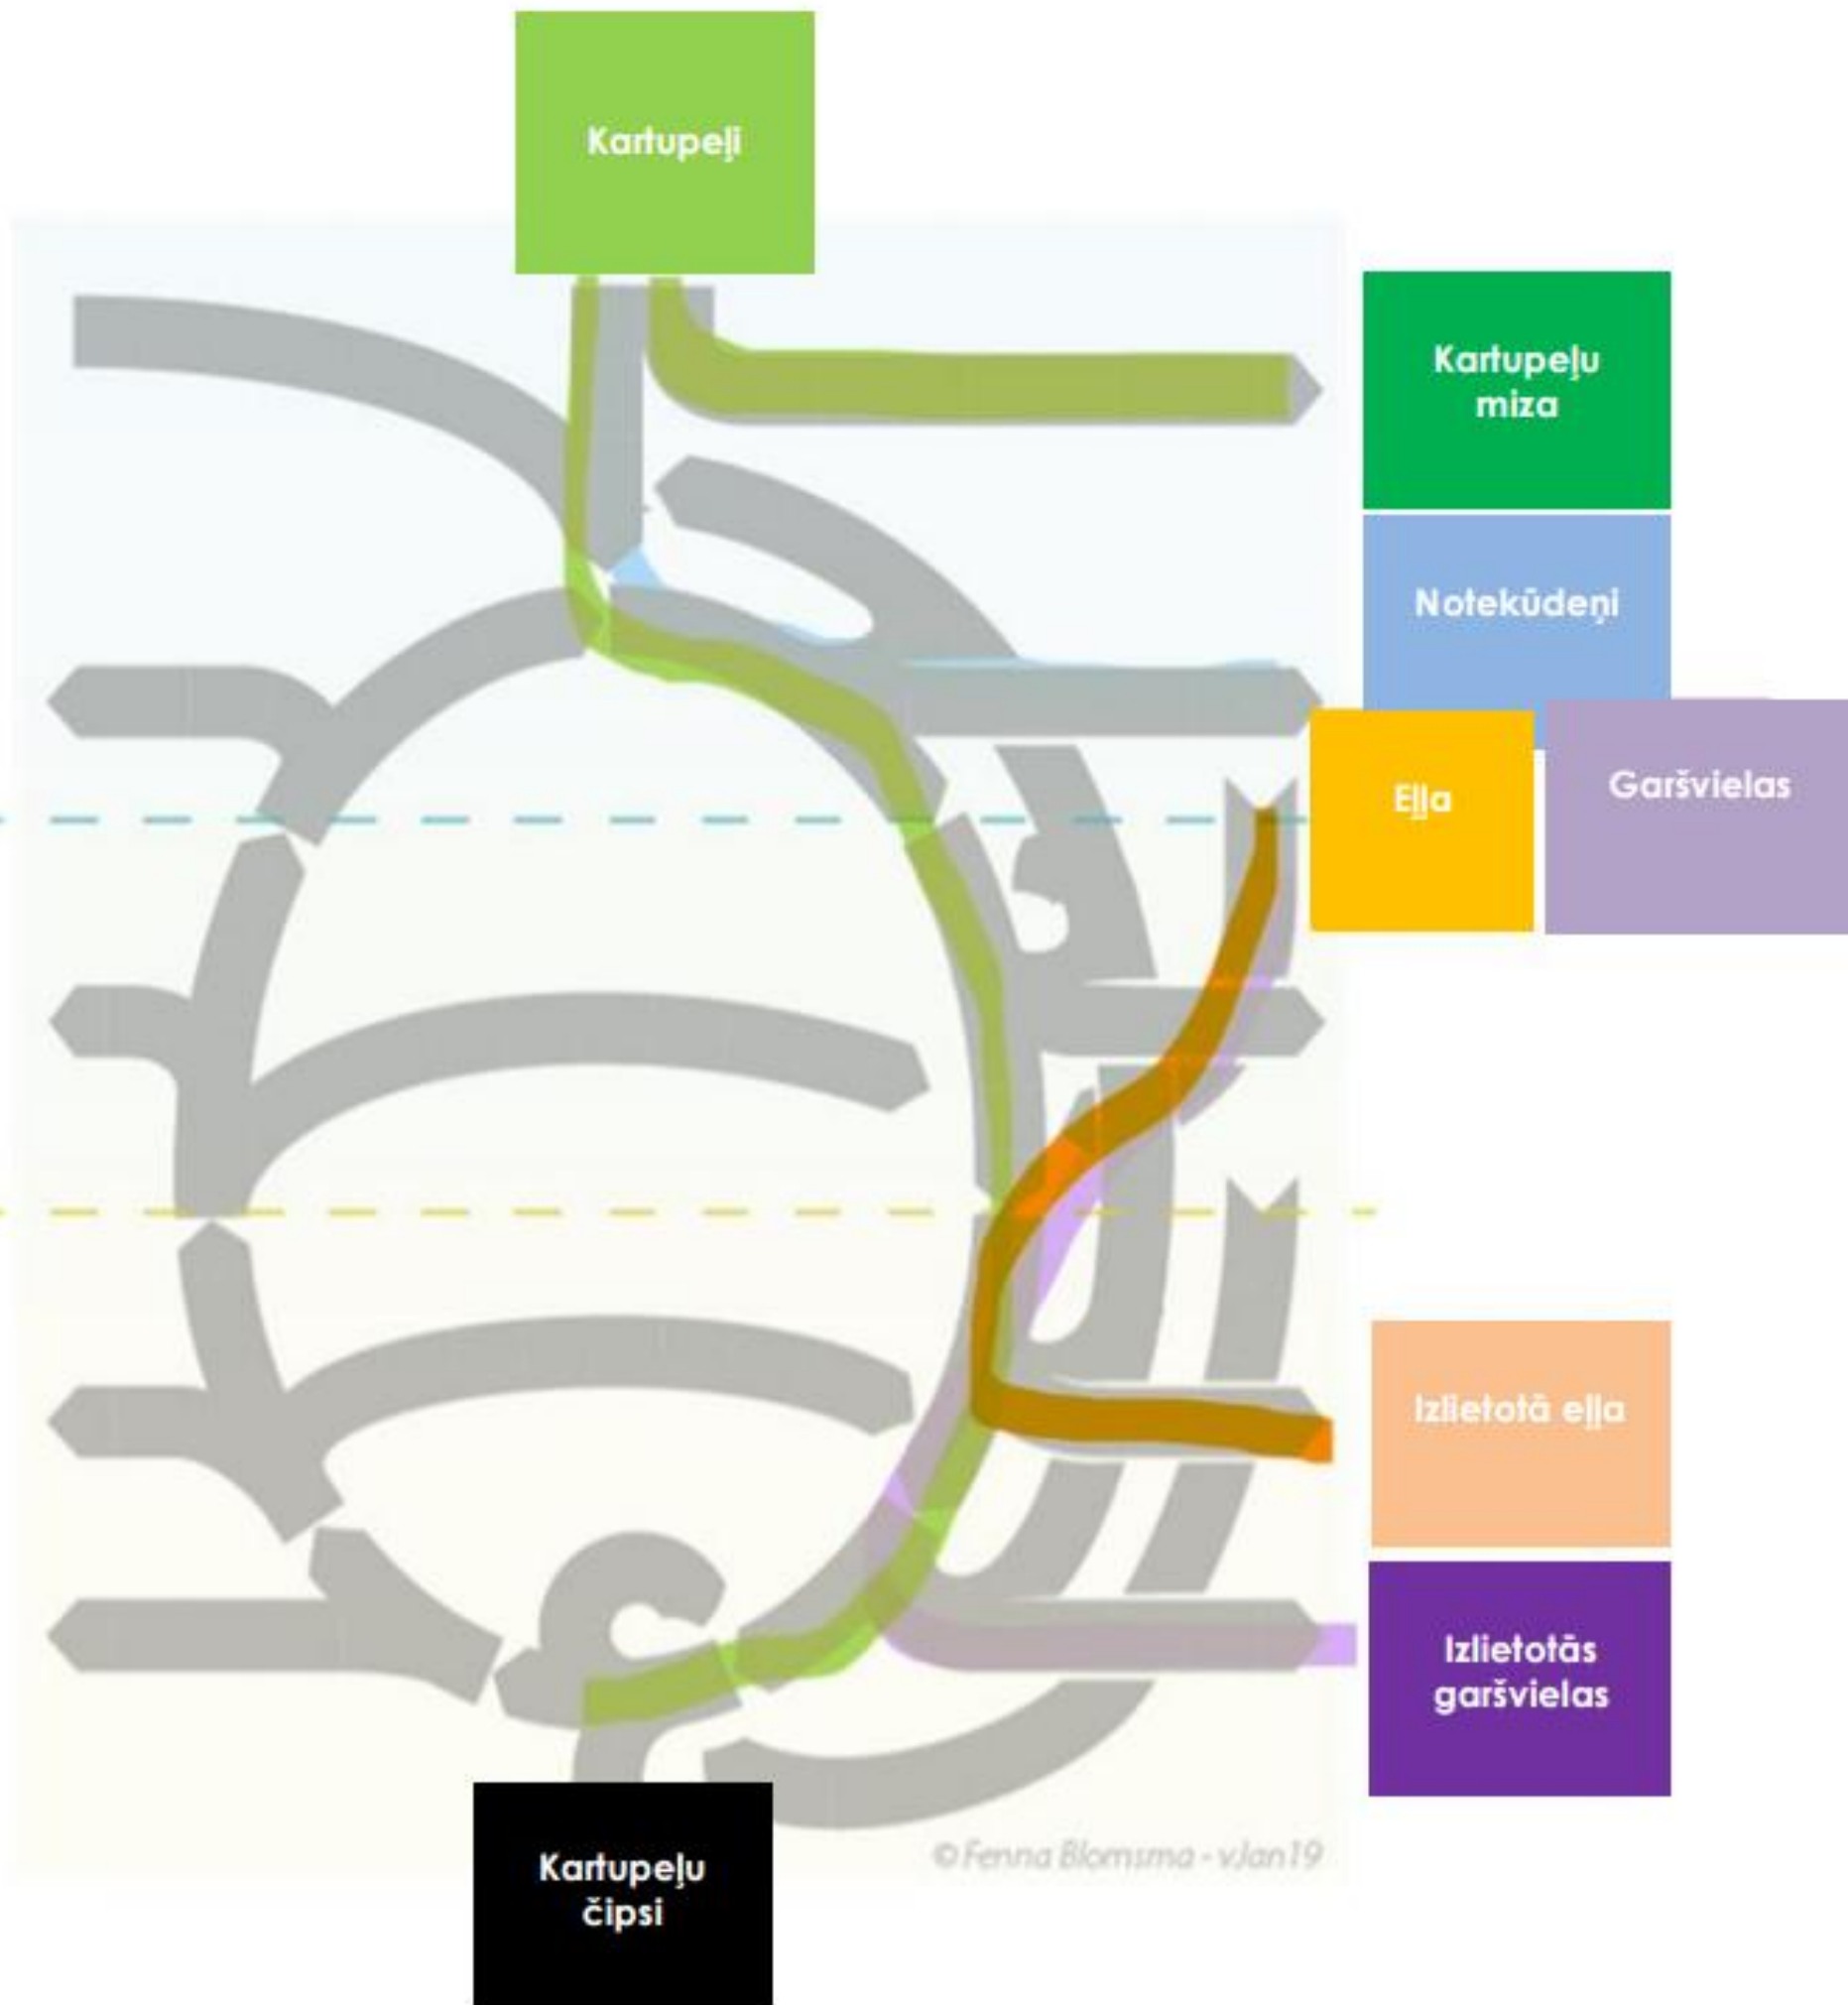 Kartupeļi
Kartupeļu
miza
Notekūdeņi
Eļļa
Garšvielas
Izlietotā eļļa
Izlietotās
garšvielas
Kartupeļu
čipsi
© Fenna Blomsma - vJan19